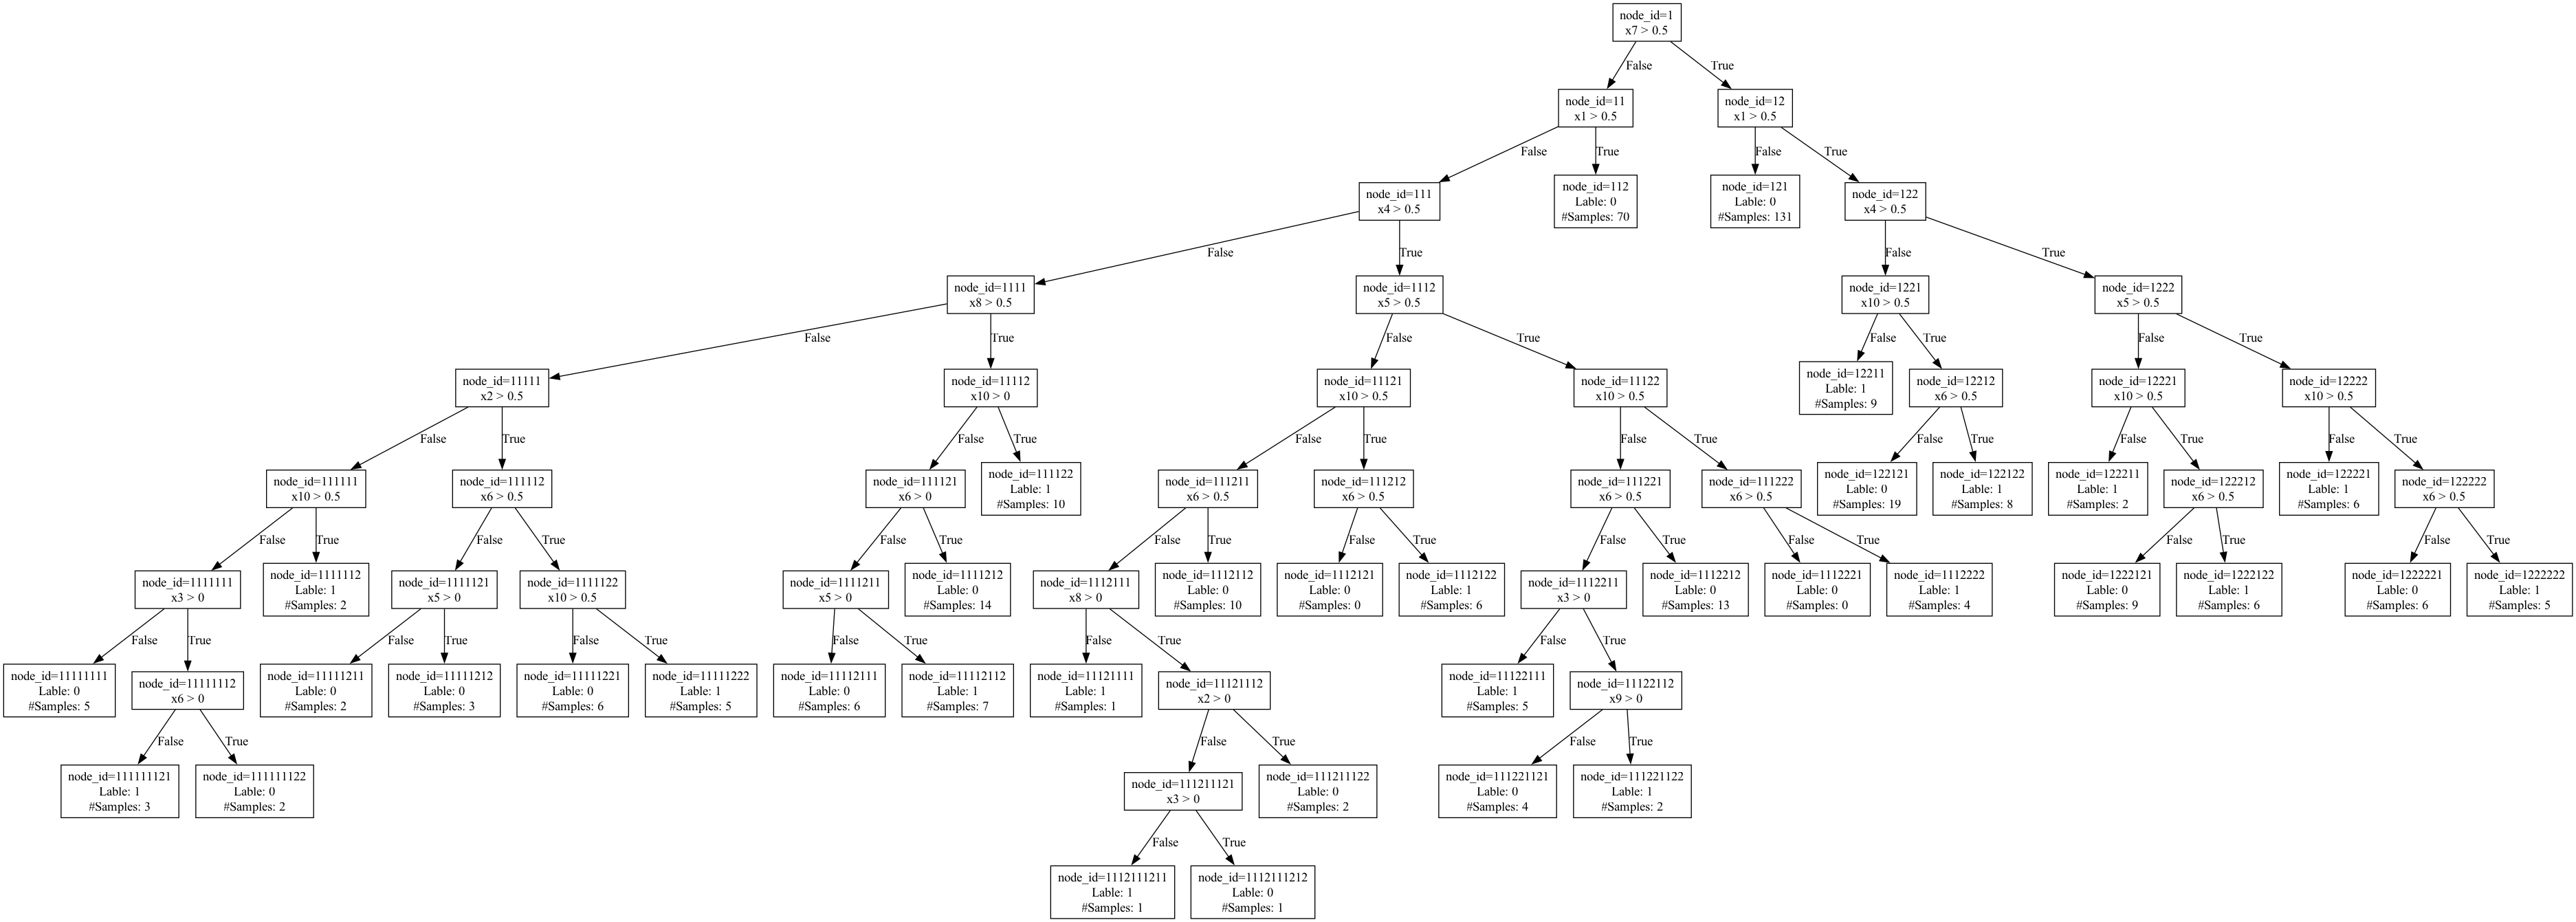 node_id=1
x7 > 0.5
False
True
node_id=11
x1 > 0.5
node_id=12
x1 > 0.5
False
True
False
True
node_id=111
x4 > 0.5
node_id=112
Lable: 0
#Samples: 70
node_id=121
Lable: 0
#Samples: 131
node_id=122
x4 > 0.5
False
True
False
True
node_id=1111
x8 > 0.5
node_id=1112
x5 > 0.5
node_id=1221
x10 > 0.5
node_id=1222
x5 > 0.5
False
True
False
True
False
True
False
True
node_id=11111
x2 > 0.5
node_id=11112
x10 > 0
node_id=11121
x10 > 0.5
node_id=11122
x10 > 0.5
node_id=12211
Lable: 1
#Samples: 9
node_id=12212
x6 > 0.5
node_id=12221
x10 > 0.5
node_id=12222
x10 > 0.5
False
True
False
True
False
True
False
True
False
True
False
True
False
True
node_id=111111
x10 > 0.5
node_id=111112
x6 > 0.5
node_id=111121
x6 > 0
node_id=111122
Lable: 1
#Samples: 10
node_id=111211
x6 > 0.5
node_id=111212
x6 > 0.5
node_id=111221
x6 > 0.5
node_id=111222
x6 > 0.5
node_id=122121
Lable: 0
#Samples: 19
node_id=122122
Lable: 1
#Samples: 8
node_id=122211
Lable: 1
#Samples: 2
node_id=122212
x6 > 0.5
node_id=122221
Lable: 1
#Samples: 6
node_id=122222
x6 > 0.5
False
True
False
True
False
True
False
True
False
True
False
True
False
True
False
True
False
True
node_id=1111111
x3 > 0
node_id=1111112
Lable: 1
#Samples: 2
node_id=1111121
x5 > 0
node_id=1111122
x10 > 0.5
node_id=1111211
x5 > 0
node_id=1111212
Lable: 0
#Samples: 14
node_id=1112111
x8 > 0
node_id=1112112
Lable: 0
#Samples: 10
node_id=1112121
Lable: 0
#Samples: 0
node_id=1112122
Lable: 1
#Samples: 6
node_id=1112211
x3 > 0
node_id=1112212
Lable: 0
#Samples: 13
node_id=1112221
Lable: 0
#Samples: 0
node_id=1112222
Lable: 1
#Samples: 4
node_id=1222121
Lable: 0
#Samples: 9
node_id=1222122
Lable: 1
#Samples: 6
node_id=1222221
Lable: 0
#Samples: 6
node_id=1222222
Lable: 1
#Samples: 5
False
True
False
True
False
True
False
True
False
True
False
True
node_id=11111111
Lable: 0
#Samples: 5
node_id=11111112
x6 > 0
node_id=11111211
Lable: 0
#Samples: 2
node_id=11111212
Lable: 0
#Samples: 3
node_id=11111221
Lable: 0
#Samples: 6
node_id=11111222
Lable: 1
#Samples: 5
node_id=11112111
Lable: 0
#Samples: 6
node_id=11112112
Lable: 1
#Samples: 7
node_id=11121111
Lable: 1
#Samples: 1
node_id=11121112
x2 > 0
node_id=11122111
Lable: 1
#Samples: 5
node_id=11122112
x9 > 0
False
True
False
True
False
True
node_id=111111121
Lable: 1
#Samples: 3
node_id=111111122
Lable: 0
#Samples: 2
node_id=111211121
x3 > 0
node_id=111211122
Lable: 0
#Samples: 2
node_id=111221121
Lable: 0
#Samples: 4
node_id=111221122
Lable: 1
#Samples: 2
False
True
node_id=1112111211
Lable: 1
#Samples: 1
node_id=1112111212
Lable: 0
#Samples: 1